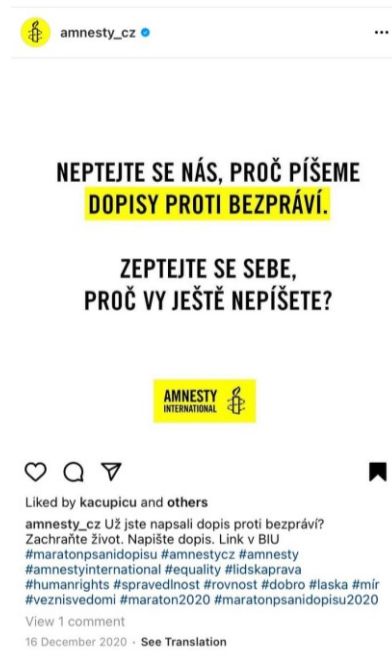 amnesty_cz
NEPTEJTE SE NÁS, PROČ PÍŠEME
DOPISY PROTI BEZPRÁVÍ.
ZEPTEJTE SE SEBE,
PROČ VY JEŠTĚ NEPÍŠETE?
AMNESTY
INTERNATIONAL
Liked by kacupicu and others
amnesty_cz Už jste napsali dopis proti bezpráví?
Zachraňte život. Napište dopis. Link v BIU
#maratonpsanidopisu #amnestycz #amnesty
#amnestyinternational #equality #lidskaprava
#humanrights #spravedlnost #rovnost #dobro #laska #mír
#veznisvedomi #maraton2020 #maratonpsanidopisu2020
View 1 comment
16 December 2020 · See Translation